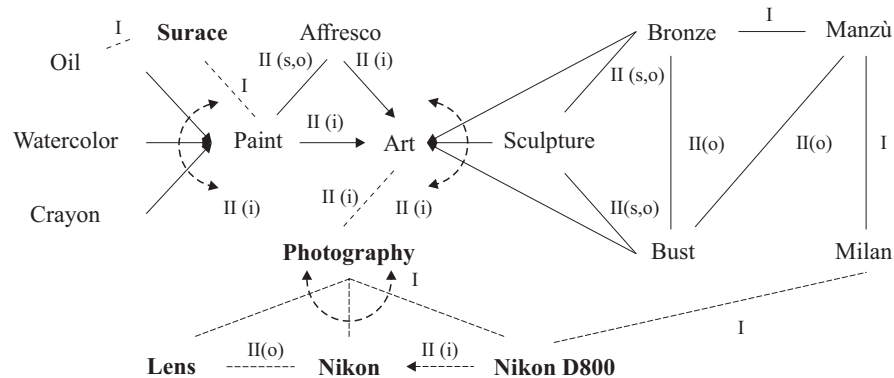 I Surace Affresco Bronze I Manzù
Oil II (s,o) II (i) II (s,o)
I
Watercolor Paint II (i) Art Sculpture II(o) II(o) I
II (i) II (i) II (i) II(s,o)
Crayon
Photography Bust Milan
I
I
Lens II(o) Nikon II (i) Nikon D800